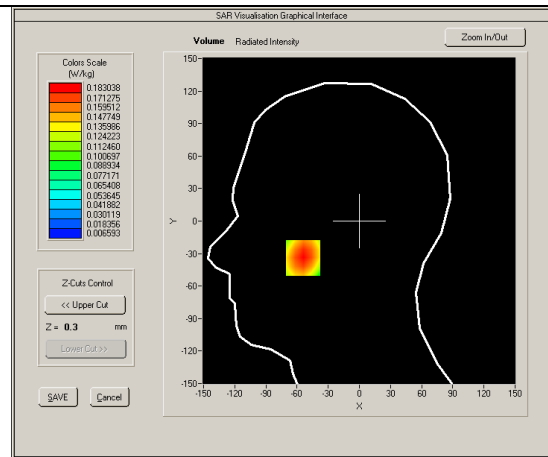 SAR Visualisation Graphical Interface
Volume Radiated Intensity
Zoom In/Out
Colors Scale
(W/kg)
0.183038
0.171275
0.159512
0.147749
0.135986
0.124223
0.112460
0.100697
0.088934
0.077171
0.065408
0.053645
0.041882
0.030119
0.018356
0.006593
Z-Cuts Control
<< Upper Cut
Z = 0.3 mm
Lower Cut >>
SAVE Cancel
150
120
90
60
30
0
-30
-60
-90
-120
-150
Y
-150 -120 -90 -60 -30 0 30 60 90 120 150
X